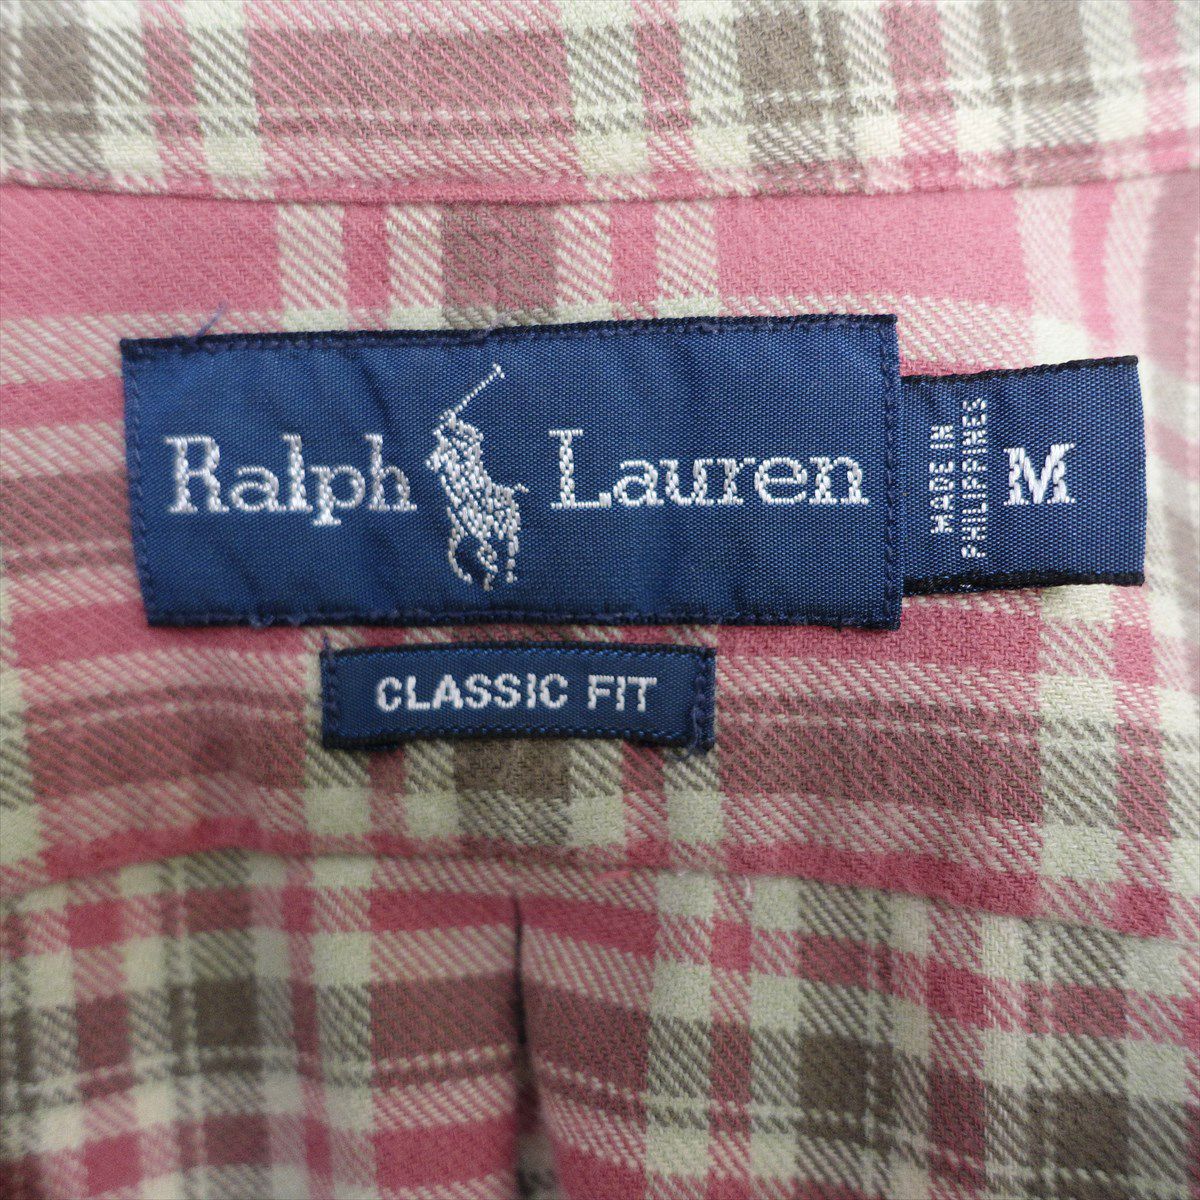 Ralph Lauren
MADE IN
PHILIPPINES
M
CLASSIC FIT